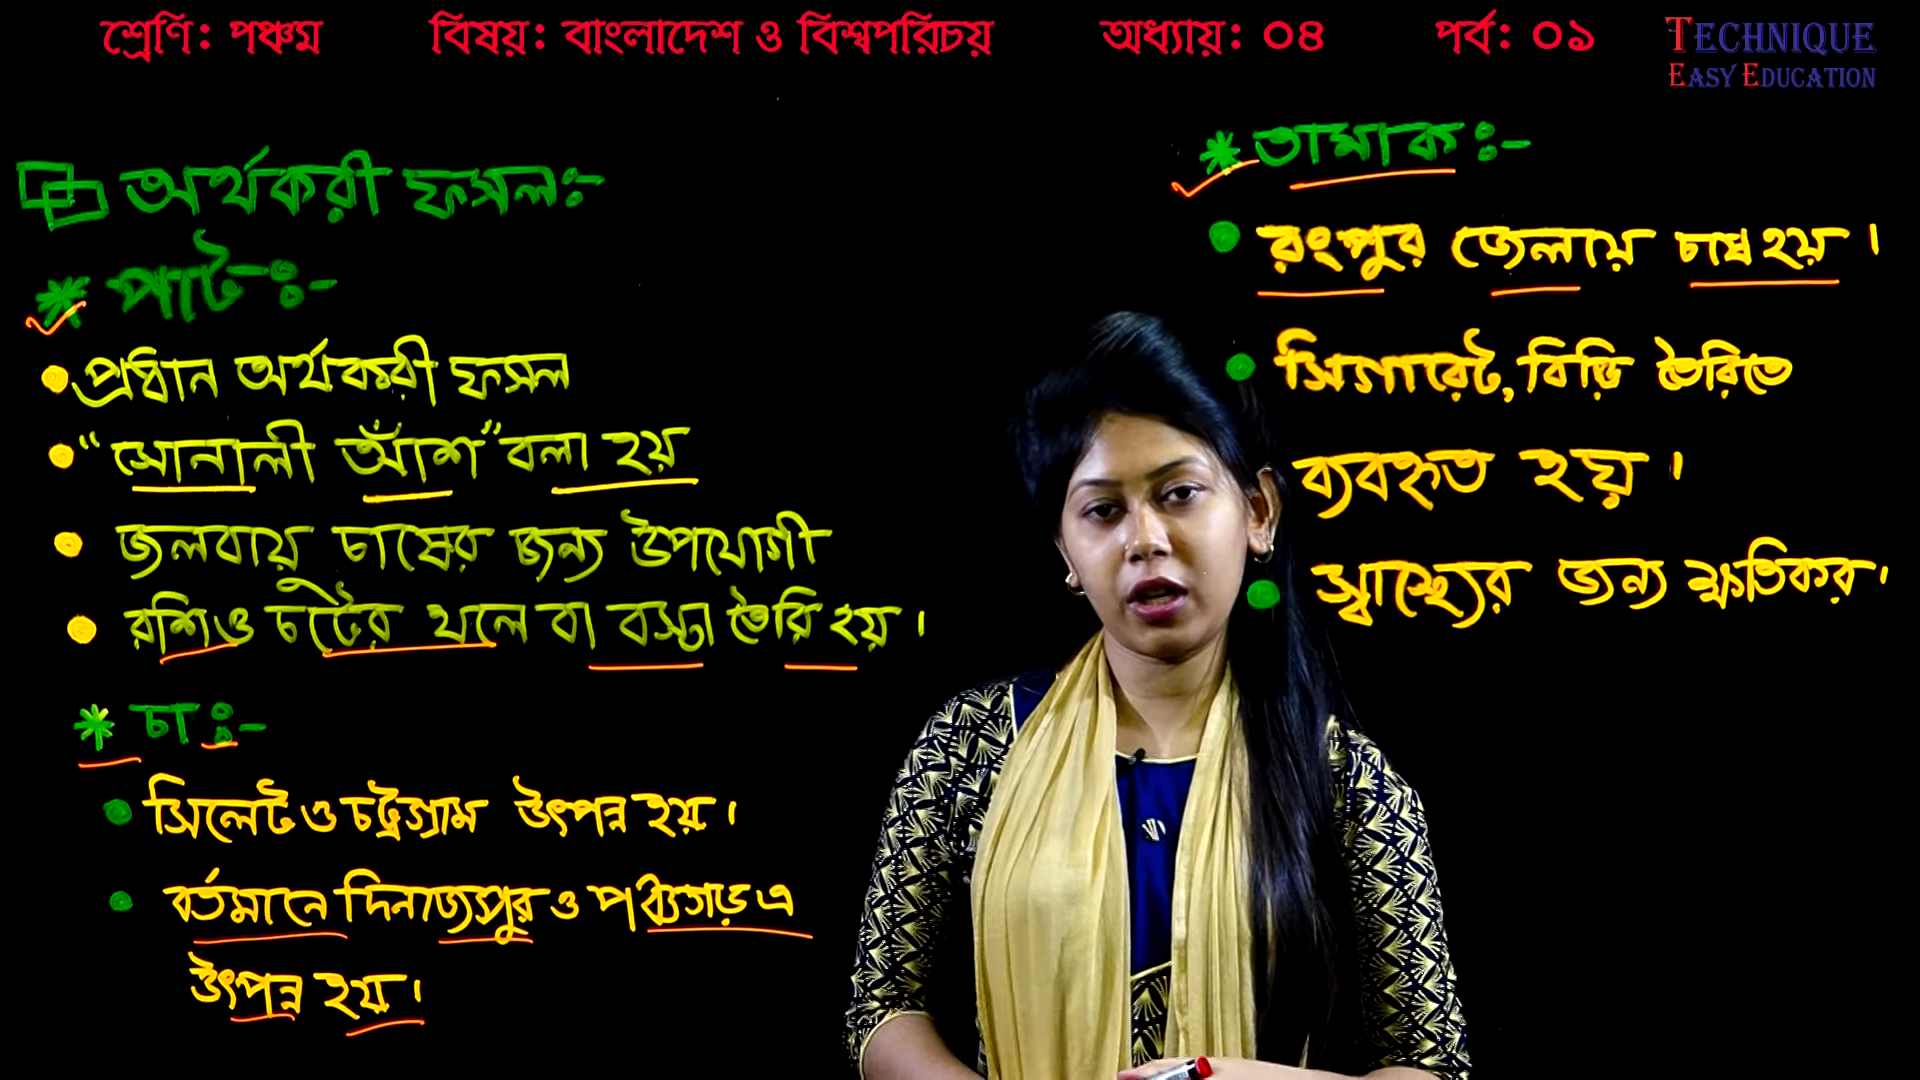 শ্রেণি: পঞ্চম বিষয়: বাংলাদেশ ও বিশ্বপরিচয় অধ্যায়: ০৪ পর্ব: ০১
TECHNIQUE
EASY EDUCATION
অর্থকরী ফসল:-
* পাট:-
প্রধান অর্থকরী ফসল
"সোনালী আঁশ" বলা হয়
জলবায়ু চাষের জন্য উপযোগী
রশি ও চটের থলে বা বস্তা তৈরি হয়।
* চা:-
সিলেট ও চট্রগ্রাম উৎপন্ন হয়।
বর্তমানে দিনাজপুর ও পঞ্চগড় এ
উৎপন্ন হয়।
* তামাক:-
রংপুর জেলায় চাষ হয়।
সিগারেট, বিড়ি তৈরিতে
ব্যবহৃত হয়।
স্বাস্থ্যের জন্য ক্ষতিকর।